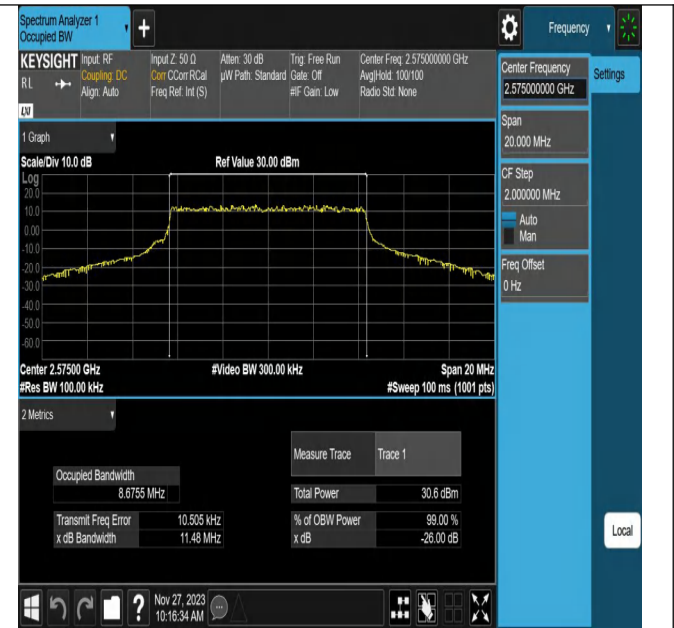 Spectrum Analyzer 1
Occupied BW
+
Frequency
KEYSIGHT
RL
LXI
Input: RF
Coupling: DC
Align: Auto
Input Z: 50 Ω
Corr CCorr RCal
Freq Ref: Int (S)
Atten: 30 dB
µW Path: Standard
Trig: Free Run
Gate: Off
#IF Gain: Low
Center Freq: 2.575000000 GHz
Avg|Hold: 100/100
Radio Std: None
Center Frequency
2.575000000 GHz
Settings
Span
20.000 MHz
CF Step
2.000000 MHz
Auto
Man
Freq Offset
0 Hz
1 Graph
Scale/Div 10.0 dB
Ref Value 30.00 dBm
Log
20.0
10.0
0.00
-10.0
-20.0
-30.0
-40.0
-50.0
-60.0
Center 2.57500 GHz
#Video BW 300.00 kHz
Span 20 MHz
#Res BW 100.00 kHz
#Sweep 100 ms (1001 pts)
2 Metrics
Measure Trace
Trace 1
Occupied Bandwidth
8.6755 MHz
Total Power
30.6 dBm
Transmit Freq Error
10.505 kHz
% of OBW Power
99.00 %
x dB Bandwidth
11.48 MHz
x dB
-26.00 dB
Local
?
Nov 27, 2023
10:16:34 AM